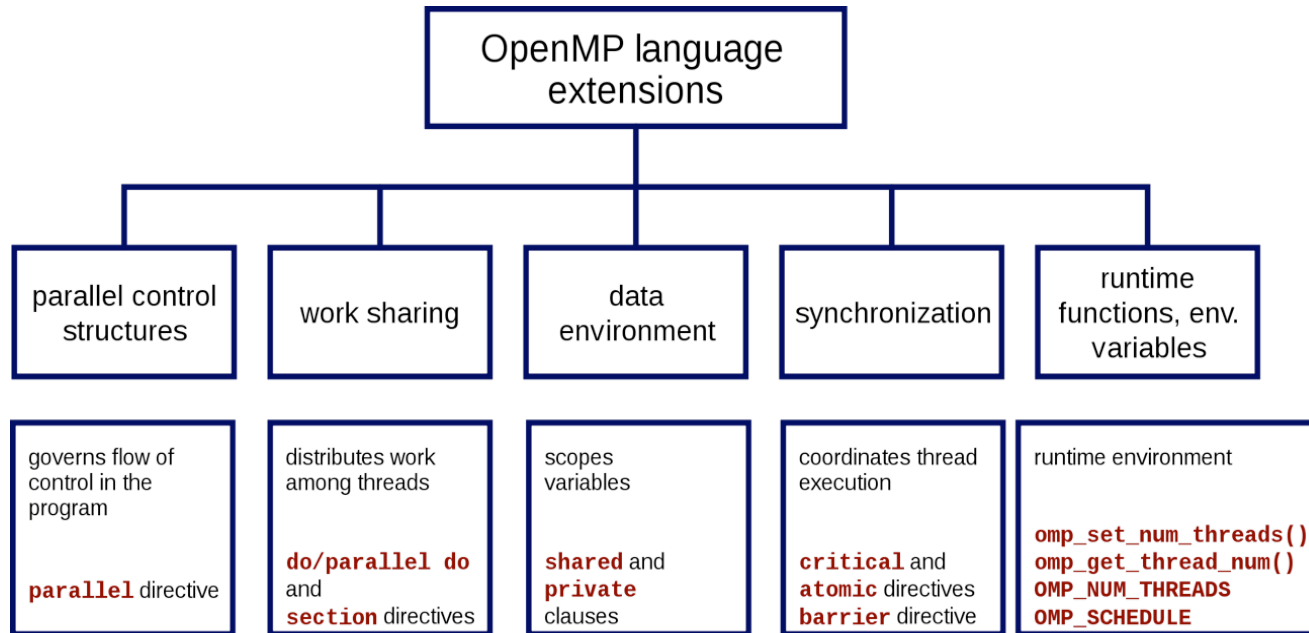 OpenMP language
extensions
parallel control
structures
work sharing
data
environment
synchronization
runtime
functions, env.
variables
governs flow of
control in the
program
parallel directive
distributes work
among threads
do/parallel do
and
section directives
scopes
variables
shared and
private
clauses
coordinates thread
execution
critical and
atomic directives
barrier directive
runtime environment
omp_set_num_threads()
omp_get_thread_num()
OMP_NUM_THREADS
OMP_SCHEDULE